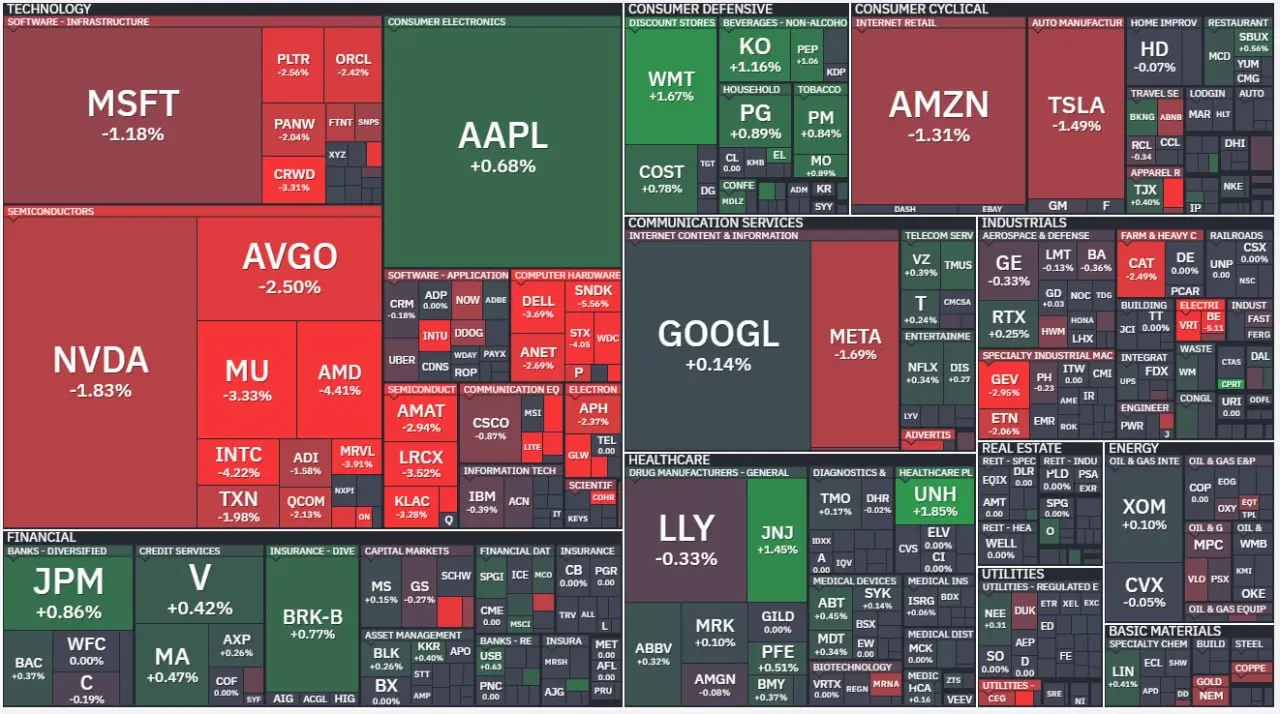 TECHNOLOGY
SOFTWARE - INFRASTRUCTURE
MSFT
-1.18%
PLTR
-2.56%
ORCL
-2.42%
PANW
-2.04%
FTNT
SNPS
CRWD
-3.31%
XYZ
CONSUMER ELECTRONICS
AAPL
+0.68%
SEMICONDUCTORS
NVDA
-1.83%
AVGO
-2.50%
MU
-3.33%
AMD
-4.41%
INTC
-4.22%
ADI
-1.58%
MRVL
-3.91%
TXN
-1.98%
QCOM
-2.13%
NXPI
ON
SOFTWARE - APPLICATION
CRM
-0.18%
ADP
0.00%
NOW
ADBE
INTU
DDOG
UBER
CDNS
WDAY
PAYX
ROP
COMPUTER HARDWARE
DELL
-3.69%
SNDK
-5.56%
ANET
-2.69%
STX
-4.05
WDC
P
SEMICONDUCT
AMAT
-2.94%
LRCX
-3.52%
KLAC
-3.28%
Q
COMMUNICATION EQ
CSCO
-0.87%
MSI
LITE
ELECTRON
APH
-2.37%
GLW
TEL
0.00
INFORMATION TECH
IBM
-0.39%
ACN
IT
SCIENTIF
COHR
KEYS
FINANCIAL
BANKS - DIVERSIFIED
JPM
+0.86%
BAC
+0.37%
WFC
0.00%
C
-0.19%
CREDIT SERVICES
V
+0.42%
MA
+0.47%
AXP
+0.26%
COF
0.00%
SYF
INSURANCE - DIVE
BRK-B
+0.77%
AIG
ACGL
HIG
CAPITAL MARKETS
MS
+0.15%
GS
-0.27%
SCHW
ASSET MANAGEMENT
BLK
+0.26%
KKR
+0.40%
APO
BX
0.00%
STT
AMP
FINANCIAL DAT
SPGI
ICE
MCO
CME
0.00
MSCI
INSURANCE
CB
0.00%
PGR
0.00%
TRV
ALL
L
BANKS - RE
USB
+0.63
PNC
0.00
INSURA
MRSH
AJG
MET
0.00
AFL
0.00
PRU
CONSUMER DEFENSIVE
DISCOUNT STORES
WMT
+1.67%
COST
+0.78%
TGT
DG
BEVERAGES - NON-ALCOHO
KO
+1.16%
PEP
+1.06
KDP
HOUSEHOLD
PG
+0.89%
CL
0.00
KMB
EL
TOBACCO
PM
+0.84%
MO
+0.89%
CONFE
MDLZ
ADM
KR
SYY
CONSUMER CYCLICAL
INTERNET RETAIL
AMZN
-1.31%
DASH
EBAY
AUTO MANUFACTUR
TSLA
-1.49%
GM
F
HOME IMPROV
HD
-0.07%
RESTAURANT
MCD
SBUX
+0.56%
YUM
CMG
TRAVEL SE
BKNG
ABNB
RCL
-0.34
CCL
LODGIN
MAR
HLT
AUTO
DHI
APPAREL R
TJX
+0.40%
NKE
IP
COMMUNICATION SERVICES
INTERNET CONTENT & INFORMATION
GOOGL
+0.14%
META
-1.69%
TELECOM SERV
VZ
+0.39%
TMUS
T
+0.24%
CMCSA
ENTERTAINME
NFLX
+0.34%
DIS
+0.27
LYV
ADVERTIS
INDUSTRIALS
AEROSPACE & DEFENSE
GE
-0.33%
LMT
-0.13%
BA
-0.36%
RTX
+0.25%
GD
+0.03
NOC
TDG
HWM
HONA
LHX
FARM & HEAVY C
CAT
-2.49%
DE
0.00%
PCAR
RAILROADS
UNP
0.00
CSX
0.00%
NSC
SPECIALTY INDUSTRIAL MAC
GEV
-2.95%
ETN
-2.06%
PH
-0.23
ITW
0.00
CMI
AME
IR
EMR
ROK
BUILDING
JCI
TT
0.00%
ELECTRI
VRT
BE
-5.11
INDUST
FAST
FERG
INTEGRAT
UPS
FDX
WASTE
WM
CTAS
CPRT
DAL
ENGINEER
PWR
J
CONGL
URI
0.00
ODFL
HEALTHCARE
DRUG MANUFACTURERS - GENERAL
LLY
-0.33%
JNJ
+1.45%
ABBV
+0.32%
MRK
+0.10%
AMGN
-0.08%
GILD
0.00%
PFE
+0.51%
BMY
+0.37%
DIAGNOSTICS &
TMO
+0.17%
DHR
-0.02%
IDXX
A
0.00
IQV
HEALTHCARE PL
UNH
+1.85%
CVS
ELV
0.00%
CI
0.00%
MEDICAL DEVICES
ABT
+0.45%
SYK
+0.14%
BSX
MDT
+0.34%
EW
0.00
MEDICAL INS
ISRG
+0.06%
BDX
MEDICAL DIST
MCK
0.00%
BIOTECHNOLOGY
VRTX
0.00%
REGN
MRNA
MEDIC
HCA
+0.16
ZTS
VEEV
REAL ESTATE
REIT - SPEC
EQIX
DLR
0.00
AMT
0.00
REIT - INDU
PLD
0.00%
PSA
EXR
SPG
0.00
O
REIT - HEA
WELL
0.00%
UTILITIES
UTILITIES - REGULATED E
NEE
+0.31
DUK
ETR
XEL
EXC
AEP
ED
SO
0.00
D
0.00
FE
UTILITIES -
CEG
SRE
NI
ENERGY
OIL & GAS INTE
XOM
+0.10%
CVX
-0.05%
OIL & GAS E&P
COP
0.00
EOG
OXY
EQT
TPL
OIL & G
MPC
VLO
PSX
OIL &
WMB
KMI
OKE
OIL & GAS EQUIP
BASIC MATERIALS
SPECIALTY CHEM
LIN
+0.41%
ECL
SHW
APD
DD
BUILD
STEEL
GOLD
NEM
COPPE